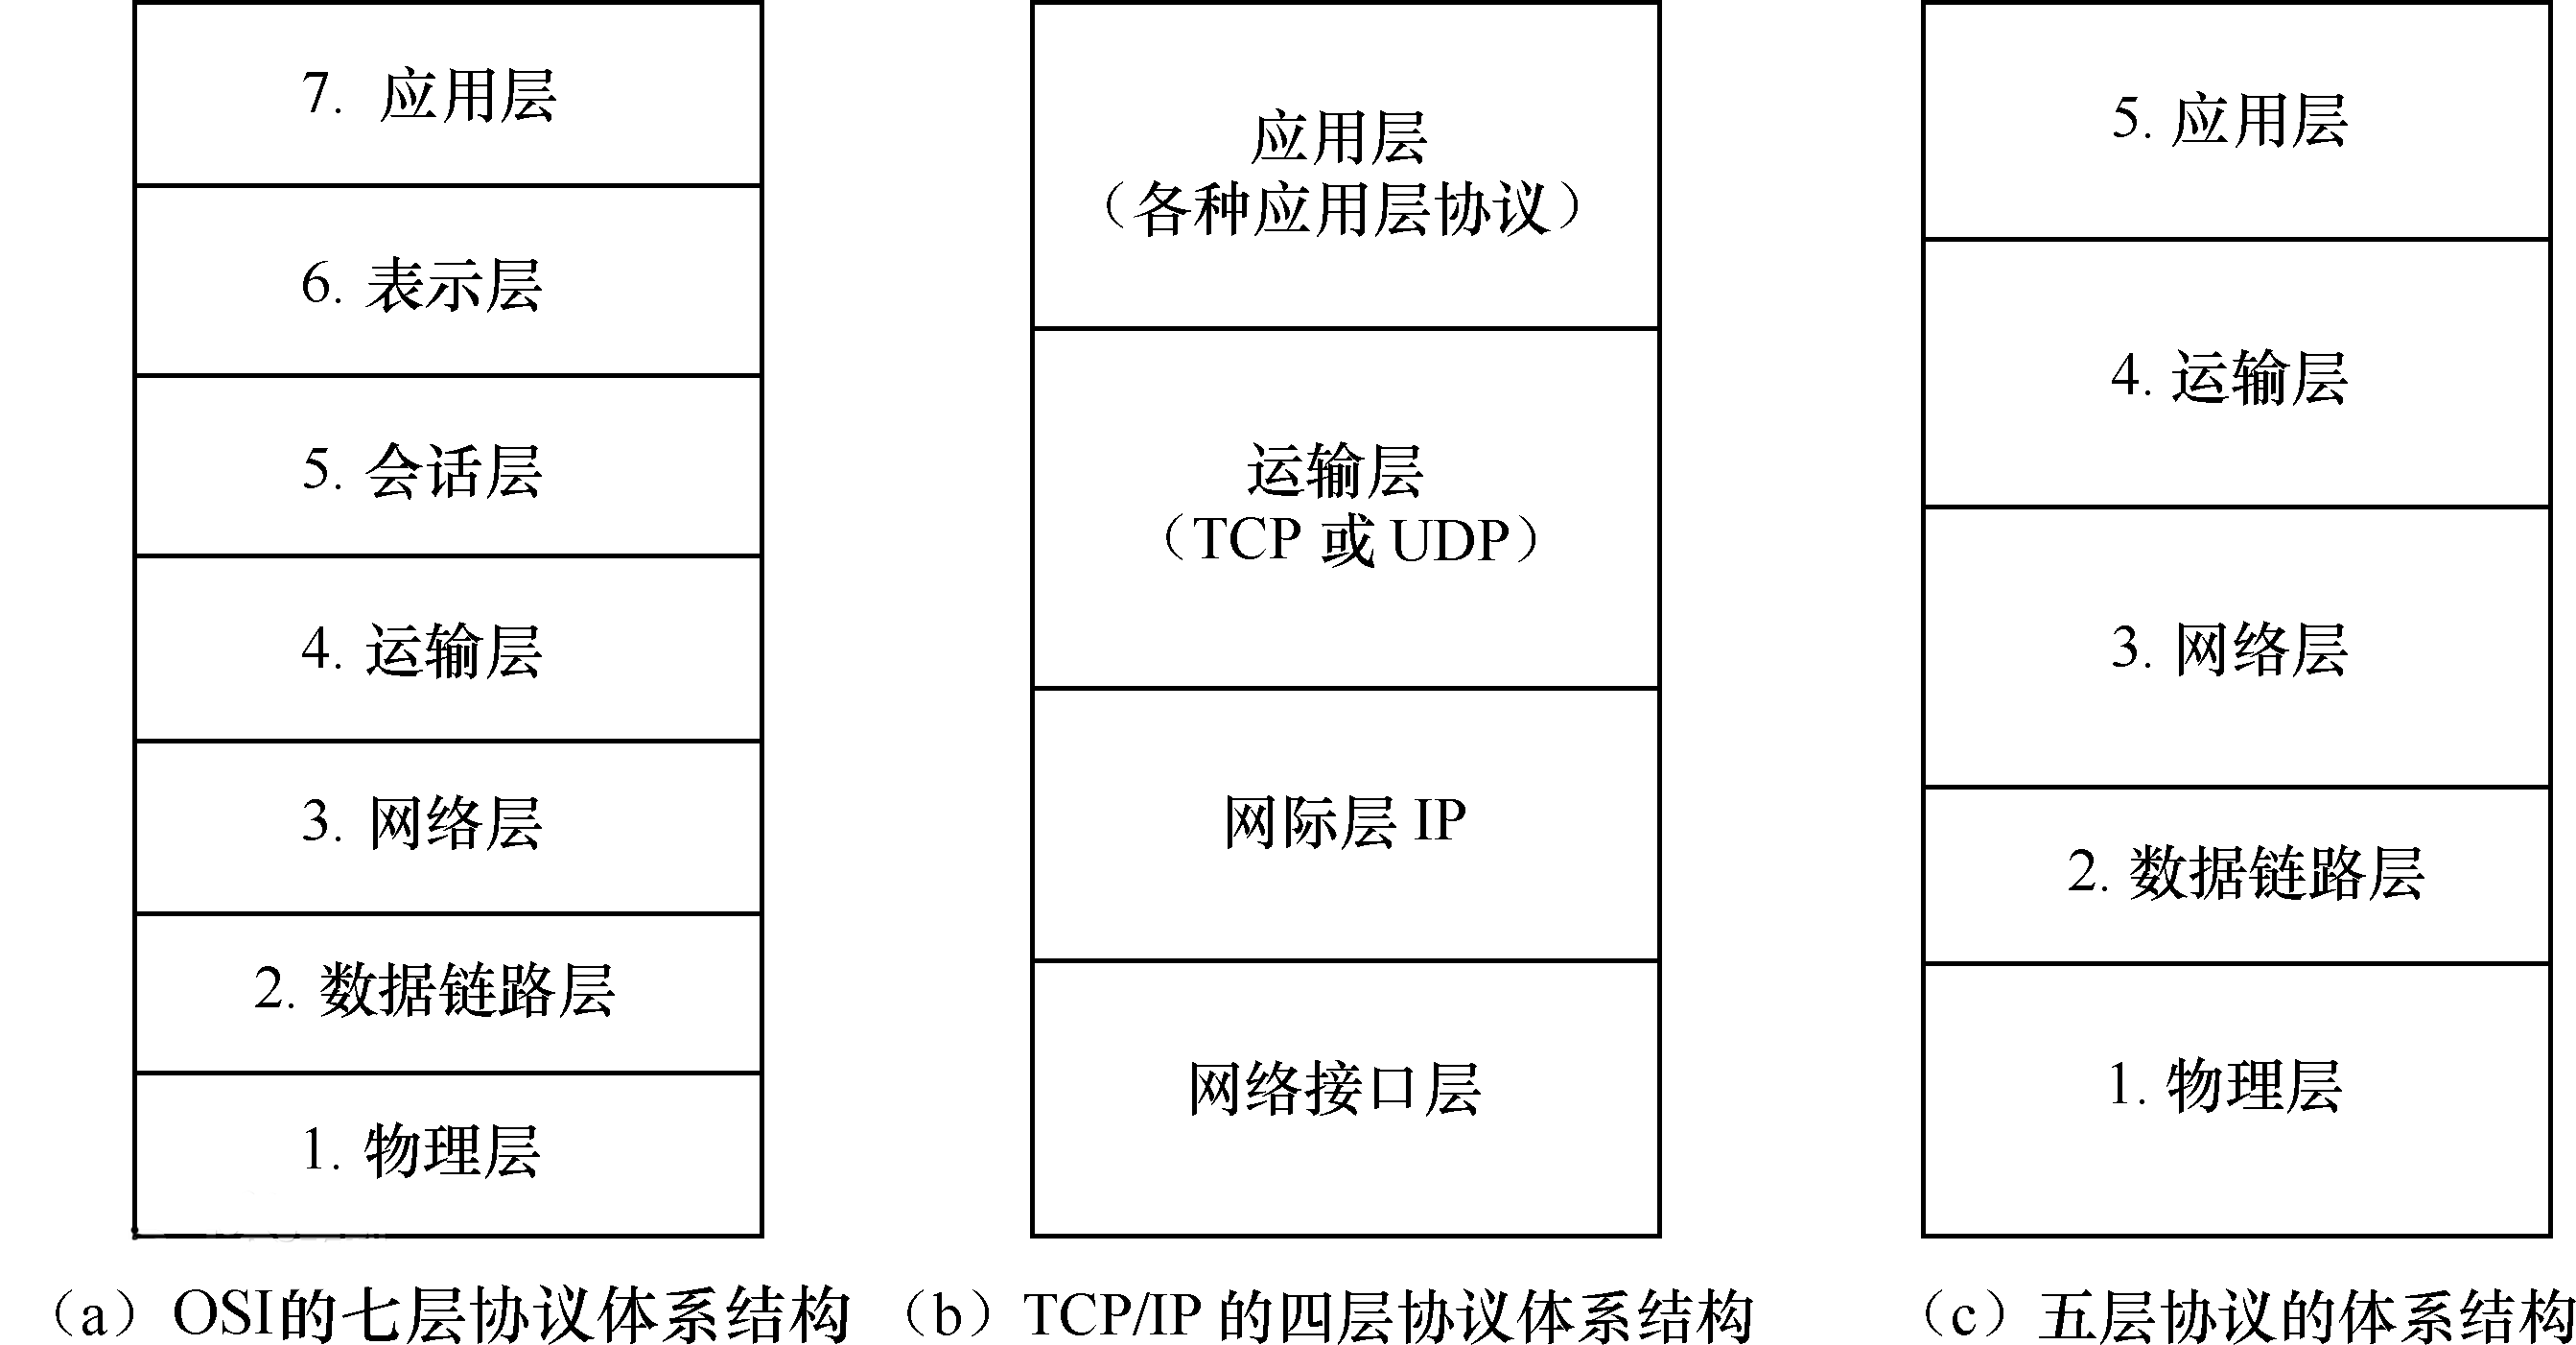 7. 应用层
6. 表示层
5. 会话层
4. 运输层
3. 网络层
2. 数据链路层
1. 物理层
(a) OSI的七层协议体系结构
应用层
(各种应用层协议)
运输层
(TCP 或 UDP)
网际层 IP
网络接口层
(b) TCP/IP 的四层协议体系结构
5. 应用层
4. 运输层
3. 网络层
2. 数据链路层
1. 物理层
(c) 五层协议的体系结构